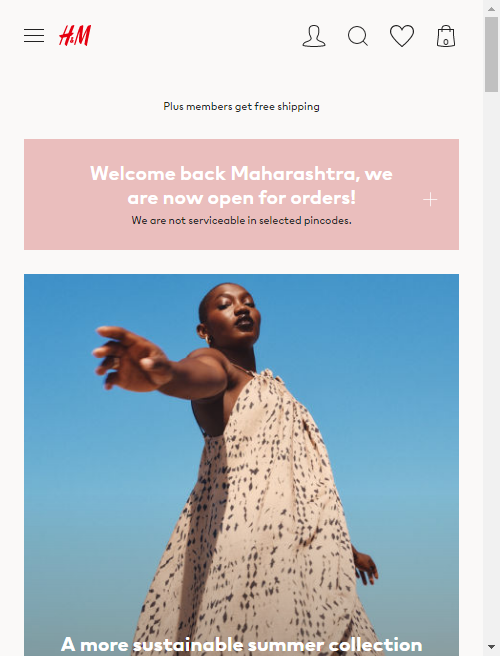 H&M
0
Plus members get free shipping
Welcome back Maharashtra, we
are now open for orders!
We are not serviceable in selected pincodes.
A more sustainable summer collection